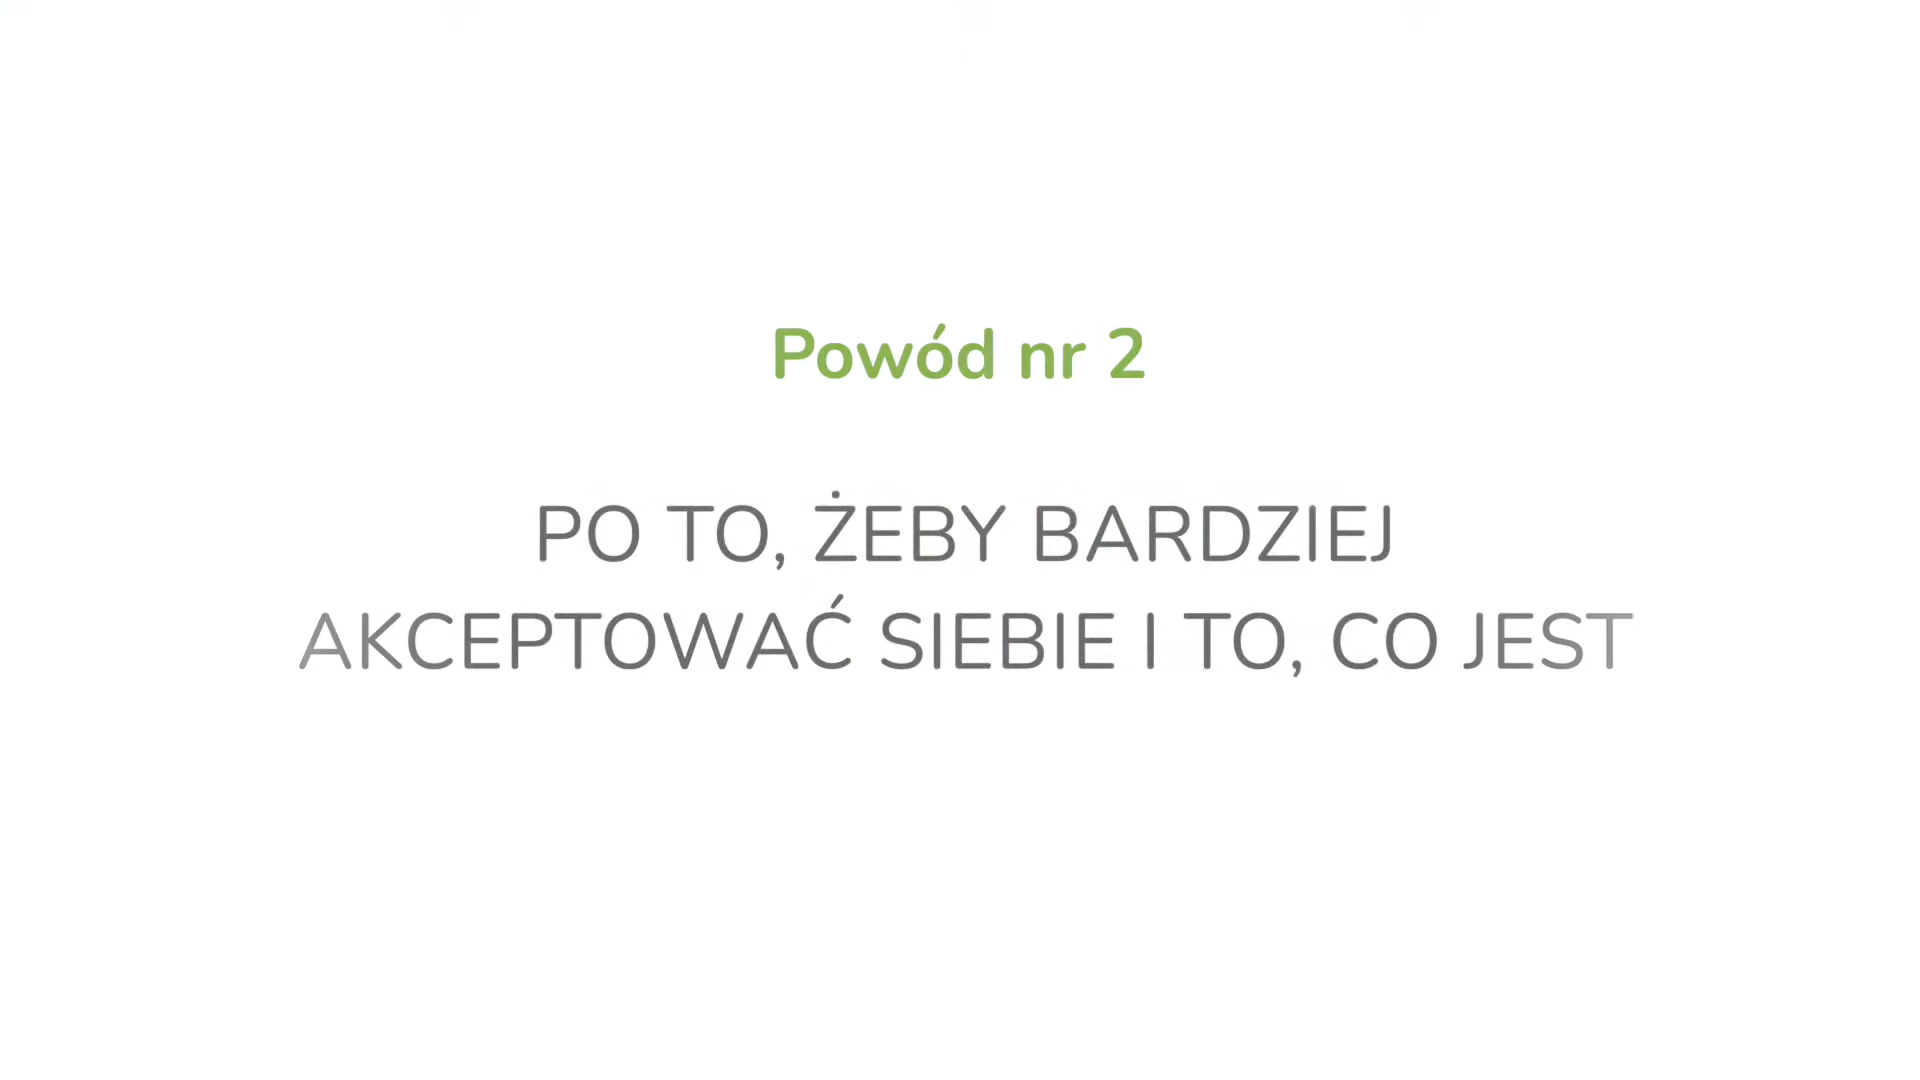 Powód nr 2
PO TO, ŻEBY BARDZIEJ
AKCEPTOWAĆ SIEBIE I TO, CO JEST